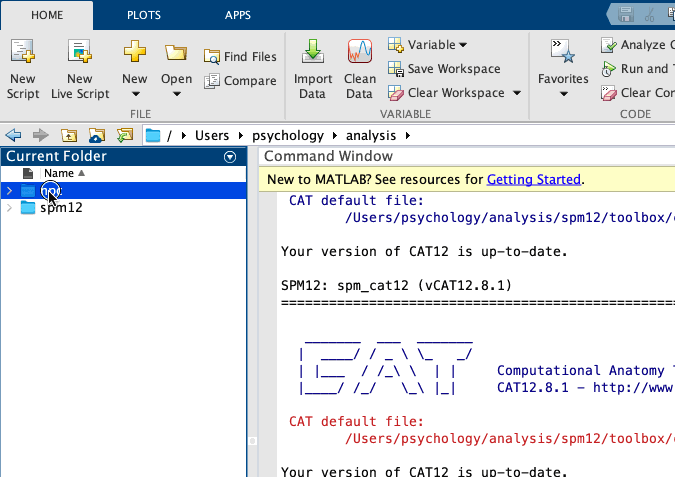 HOME PLOTS APPS
New Script
New Live Script
New
Open
Find Files
Compare
FILE
Import Data
Clean Data
Variable
Save Workspace
Clear Workspace
VARIABLE
Favorites
Analyze
Run and
Clear
CODE
/ Users psychology analysis
Current Folder
Name
spm12
Command Window
New to MATLAB? See resources for Getting Started.
CAT default file:
/Users/psychology/analysis/spm12/toolbox/
Your version of CAT12 is up-to-date.
SPM12: spm_cat12 (vCAT12.8.1)
Computational Anatomy
CAT12.8.1 - http://www
CAT default file:
/Users/psychology/analysis/spm12/toolbox/
Your version of CAT12 is up-to-date.